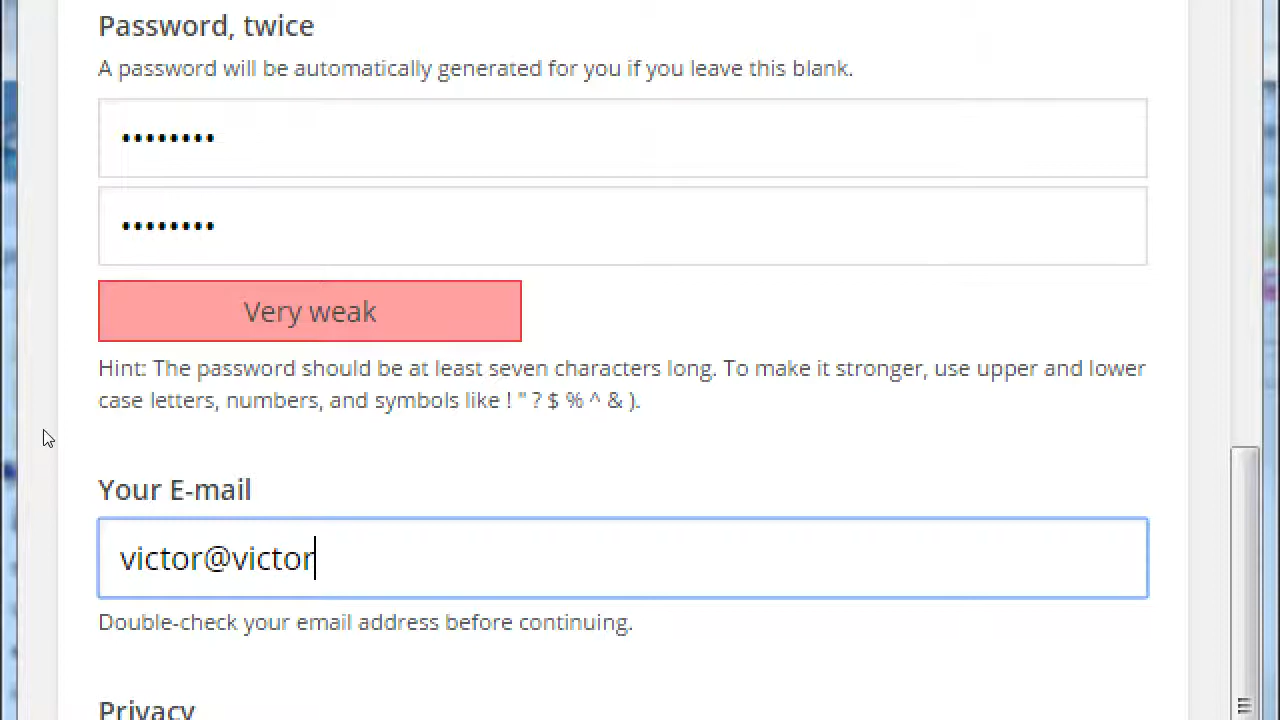 Password, twice
A password will be automatically generated for you if you leave this blank.
••••••••
••••••••
Very weak
Hint: The password should be at least seven characters long. To make it stronger, use upper and lower
case letters, numbers, and symbols like ! " ? $ % ^ & ).
Your E-mail
victor@victor
Double-check your email address before continuing.
Privacy